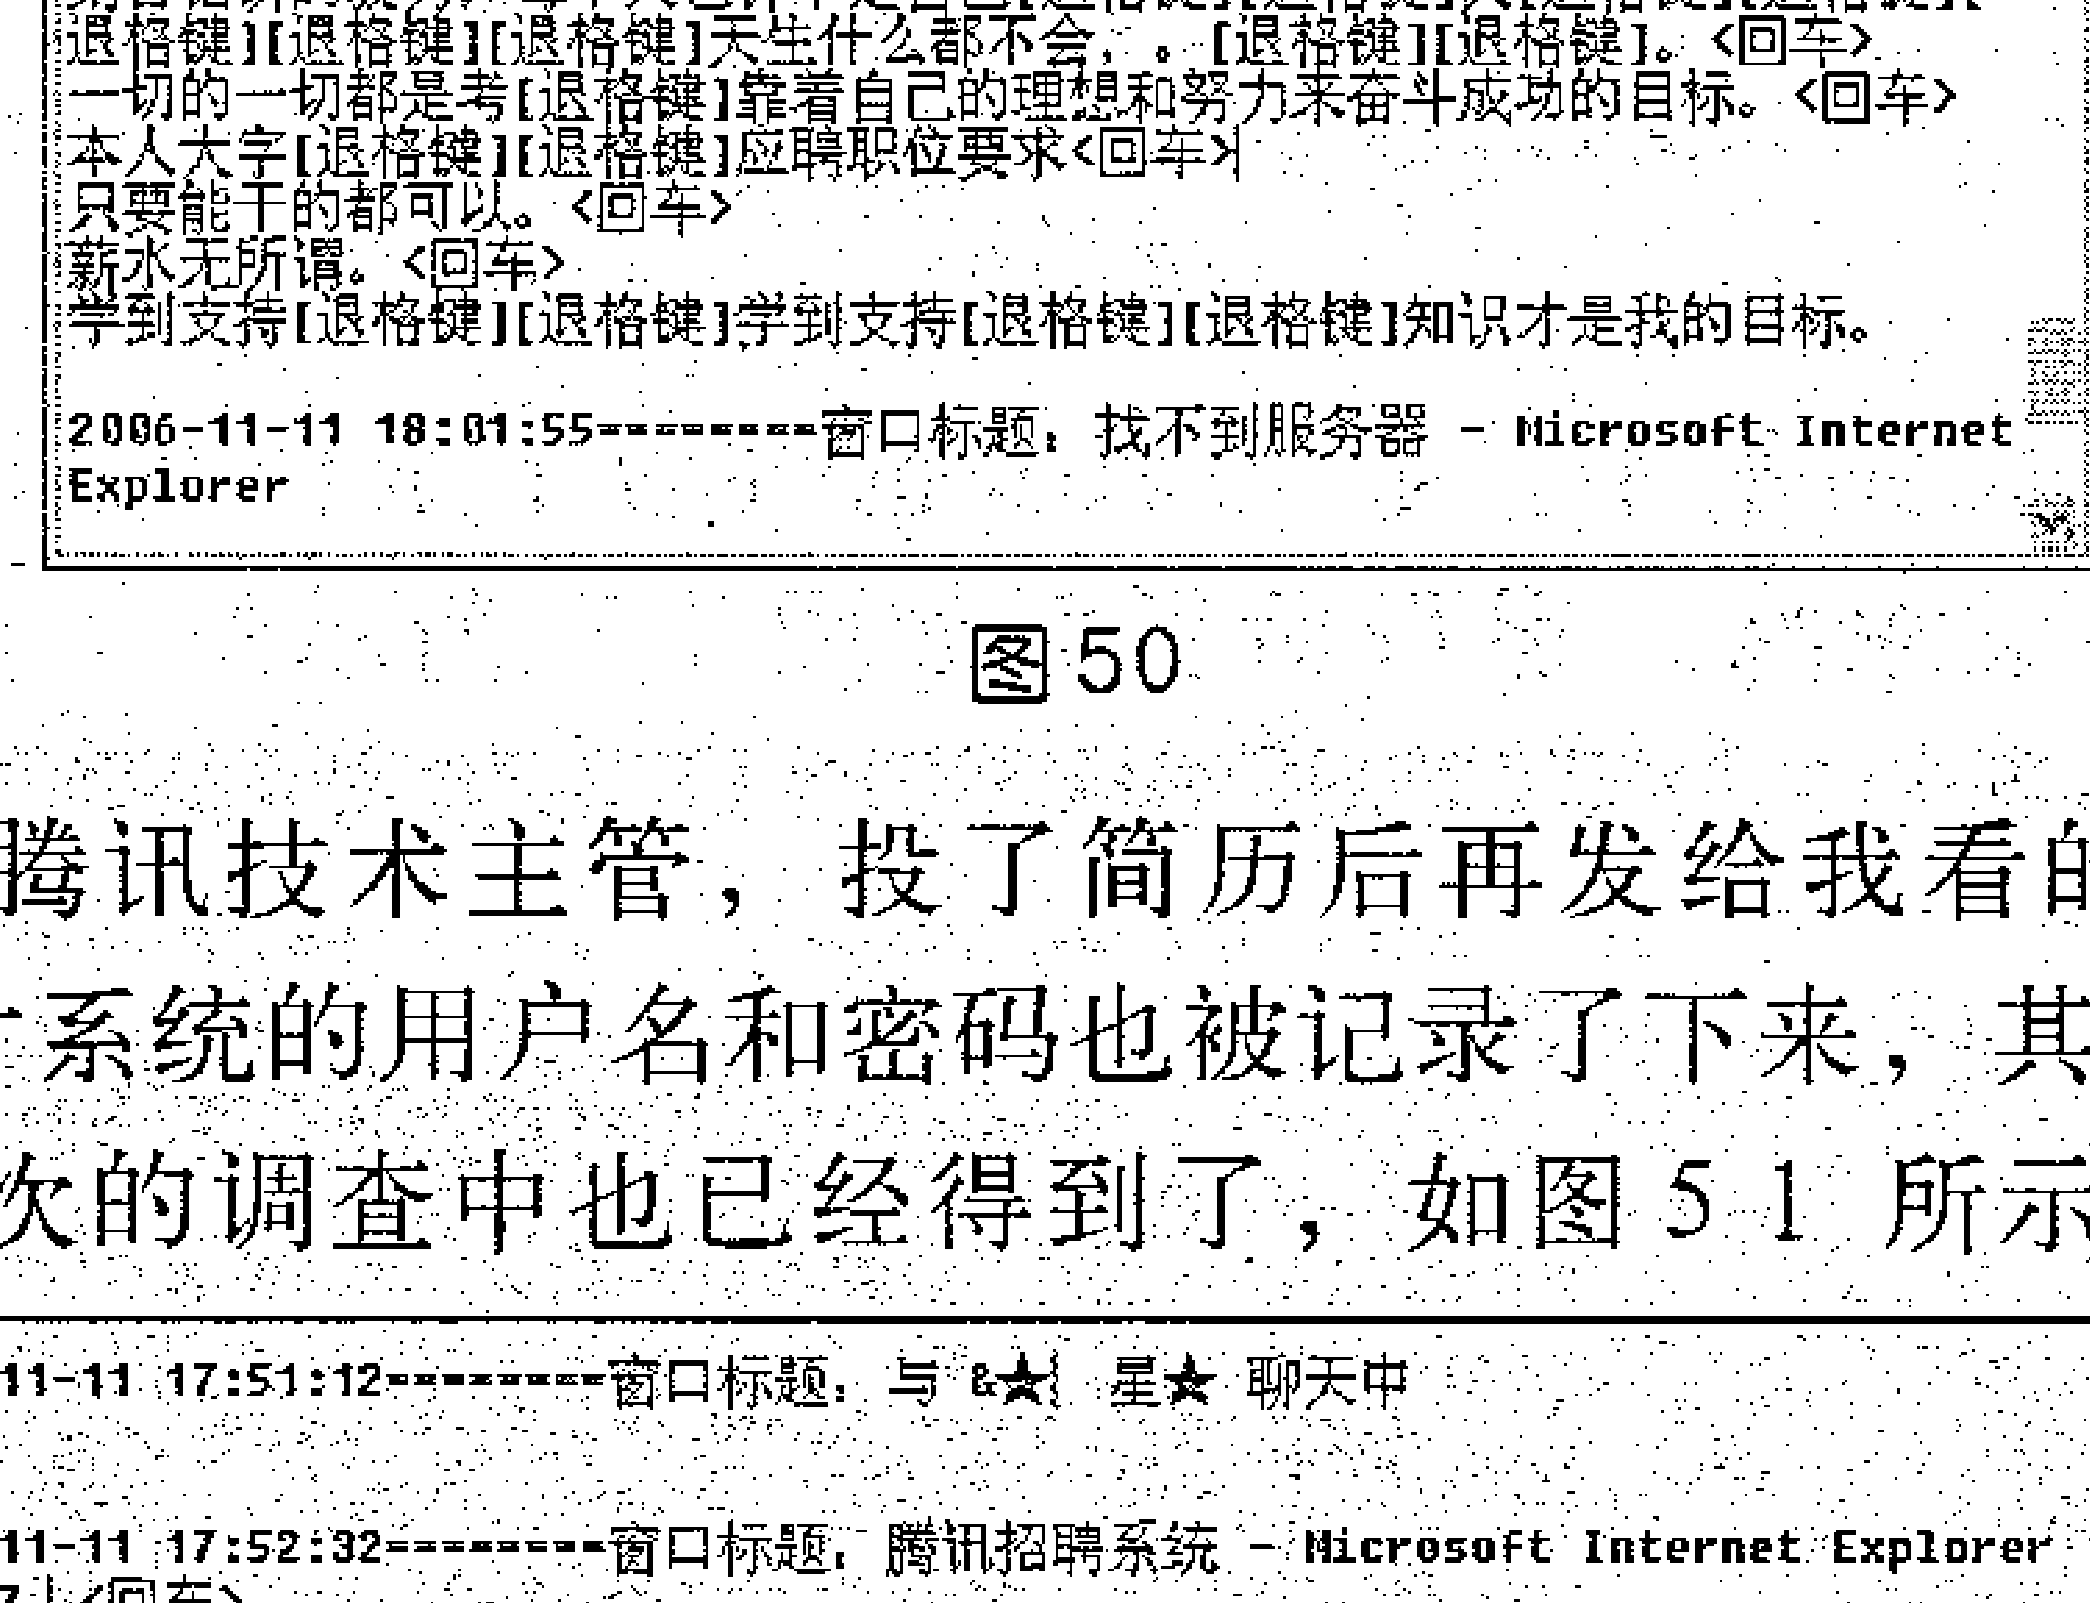 退格键][退格键][退格键]天生什么都不会，。[退格键][退格键]。<回车>
一切的一切都是考[退格键]靠着自己的理想和努力来奋斗成功的目标。<回车>
本人大字[退格键][退格键]应聘职位要求<回车>
只要能干的都可以。<回车>
薪水无所谓。<回车>
学到支持[退格键][退格键]学到支持[退格键][退格键]知识才是我的目标。
2006-11-11 18:01:55--------窗口标题：找不到服务器 - Microsoft Internet
Explorer
图50
腾讯技术主管，投了简历后再发给我看的
系统的用户名和密码也被记录了下来，其
次的调查中也已经得到了，如图51所示
11-11 17:51:12--------窗口标题：与 &★ 星★ 聊天中
11-11 17:52:32--------窗口标题：腾讯招聘系统 - Microsoft Internet Explorer